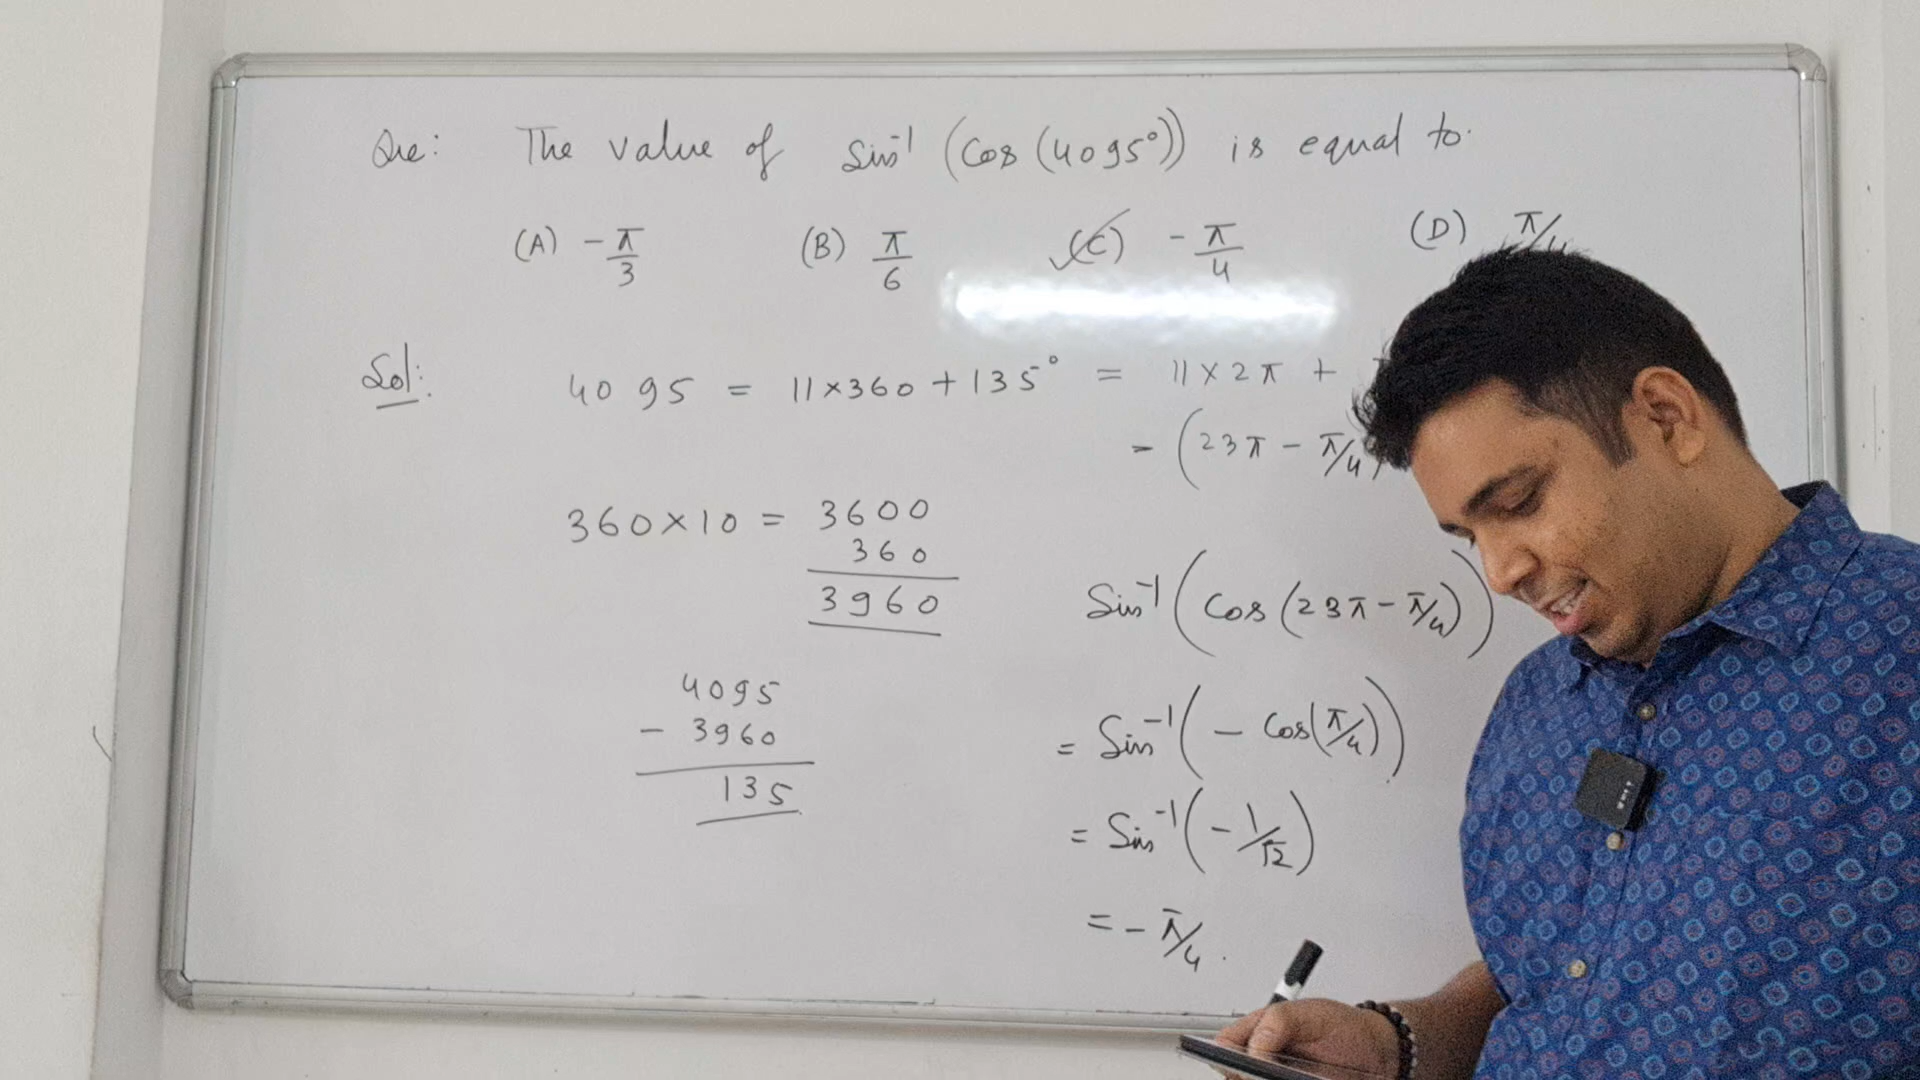 Que: The value of Sin⁻¹ (Cos (4095°)) is equal to.
(A) -π/3 (B) π/6 (C) -π/4 (D) π/4
Sol: 4095 = 11×360 + 135° = 11 × 2π +
= (23π - π/4)
360×10 = 3600
360
3960
4095
- 3960
135
Sin⁻¹ (Cos (23π - π/4))
= Sin⁻¹ (- Cos(π/4))
= Sin⁻¹ (- 1/√2)
= - π/4.